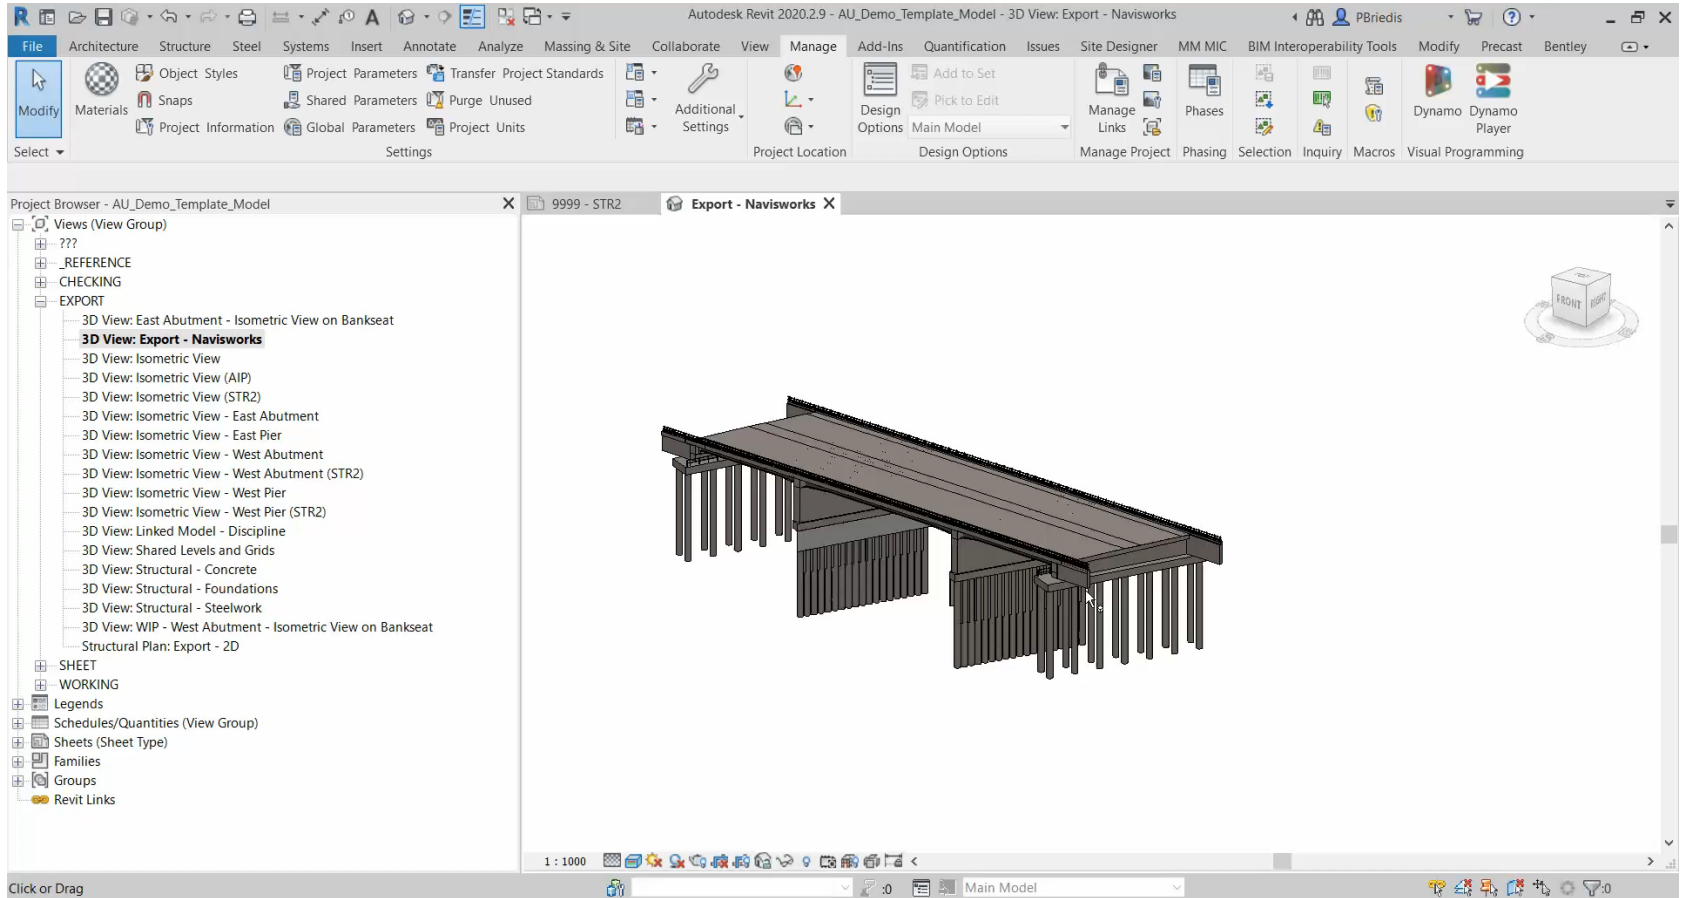 Autodesk Revit 2020.2.9 - AU_Demo_Template_Model - 3D View: Export - Navisworks
PBriedis
File Architecture Structure Steel Systems Insert Annotate Analyze Massing & Site Collaborate View Manage Add-Ins Quantification Issues Site Designer MM MIC BIM Interoperability Tools Modify Precast Bentley
Modify
Materials
Object Styles
Snaps
Project Information
Project Parameters
Shared Parameters
Global Parameters
Transfer Project Standards
Purge Unused
Project Units
Additional
Settings
Design
Options
Add to Set
Pick to Edit
Main Model
Manage
Links
Phases
Dynamo
Dynamo
Player
Select
Settings
Project Location
Design Options
Manage Project
Phasing
Selection
Inquiry
Macros
Visual Programming
Project Browser - AU_Demo_Template_Model
9999 - STR2
Export - Navisworks
Views (View Group)
???
_REFERENCE
CHECKING
EXPORT
3D View: East Abutment - Isometric View on Bankseat
3D View: Export - Navisworks
3D View: Isometric View
3D View: Isometric View (AIP)
3D View: Isometric View (STR2)
3D View: Isometric View - East Abutment
3D View: Isometric View - East Pier
3D View: Isometric View - West Abutment
3D View: Isometric View - West Abutment (STR2)
3D View: Isometric View - West Pier
3D View: Isometric View - West Pier (STR2)
3D View: Linked Model - Discipline
3D View: Shared Levels and Grids
3D View: Structural - Concrete
3D View: Structural - Foundations
3D View: Structural - Steelwork
3D View: WIP - West Abutment - Isometric View on Bankseat
Structural Plan: Export - 2D
SHEET
WORKING
Legends
Schedules/Quantities (View Group)
Sheets (Sheet Type)
Families
Groups
Revit Links
FRONT
RIGHT
1 : 1000
Click or Drag
:0
Main Model
:0